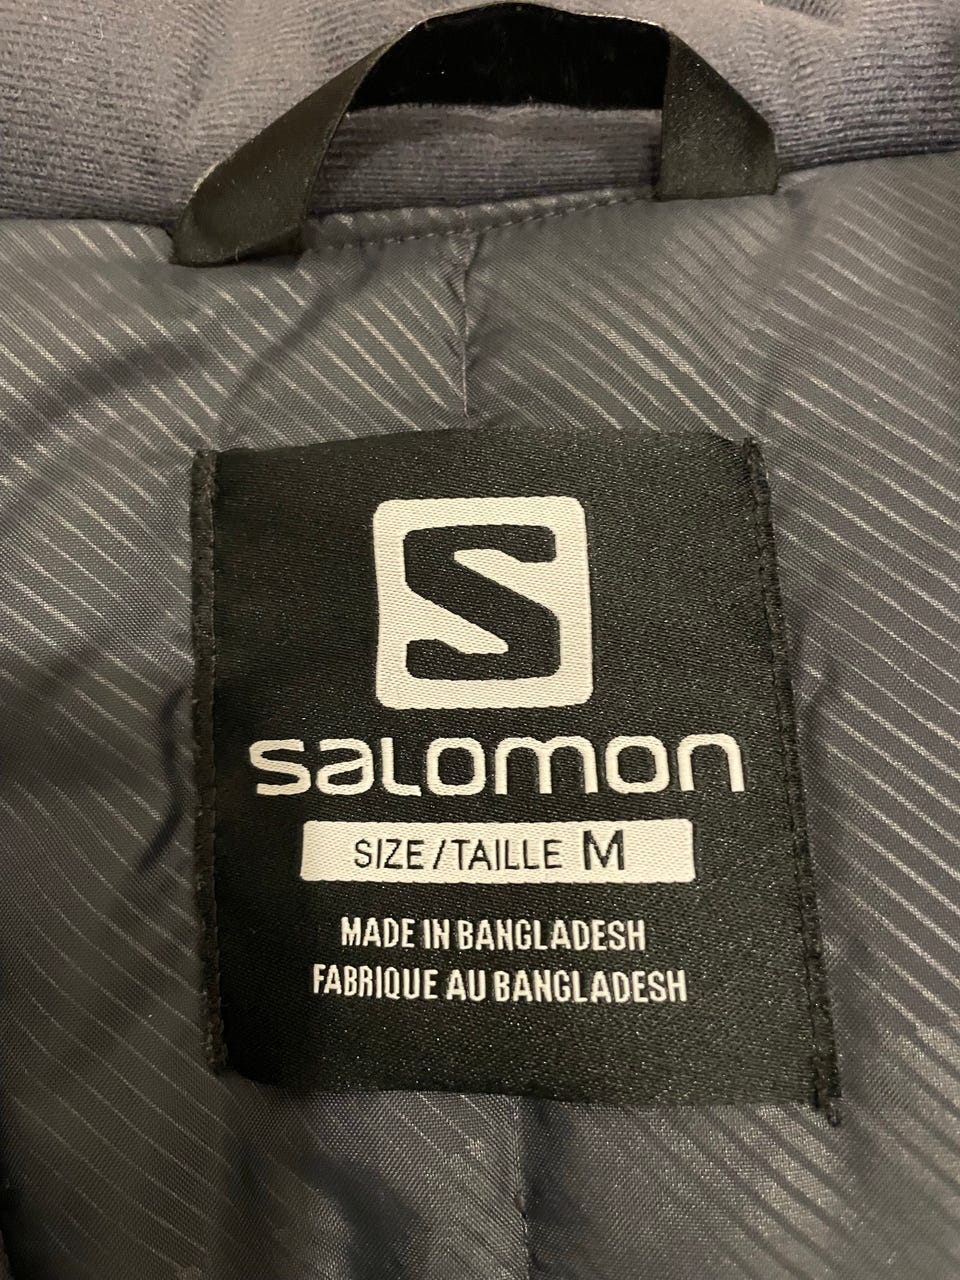 S
SALOMON
SIZE/TAILLE M
MADE IN BANGLADESH
FABRIQUE AU BANGLADESH